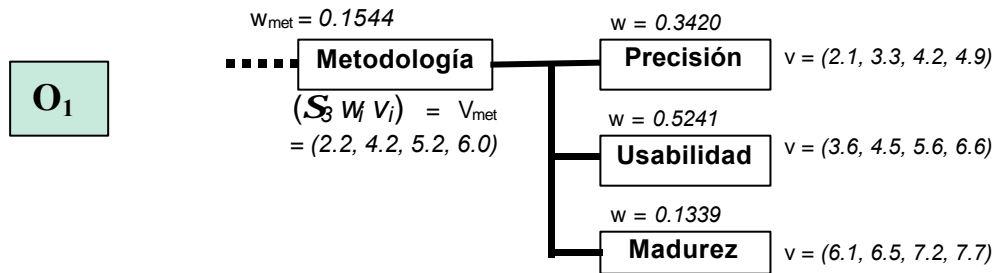 w_met = 0.1544
w = 0.3420
Metodología
Precisión
v = (2.1, 3.3, 4.2, 4.9)
O₁
(S₃ wᵢ vᵢ) = V_met
= (2.2, 4.2, 5.2, 6.0)
w = 0.5241
Usabilidad
v = (3.6, 4.5, 5.6, 6.6)
w = 0.1339
Madurez
v = (6.1, 6.5, 7.2, 7.7)